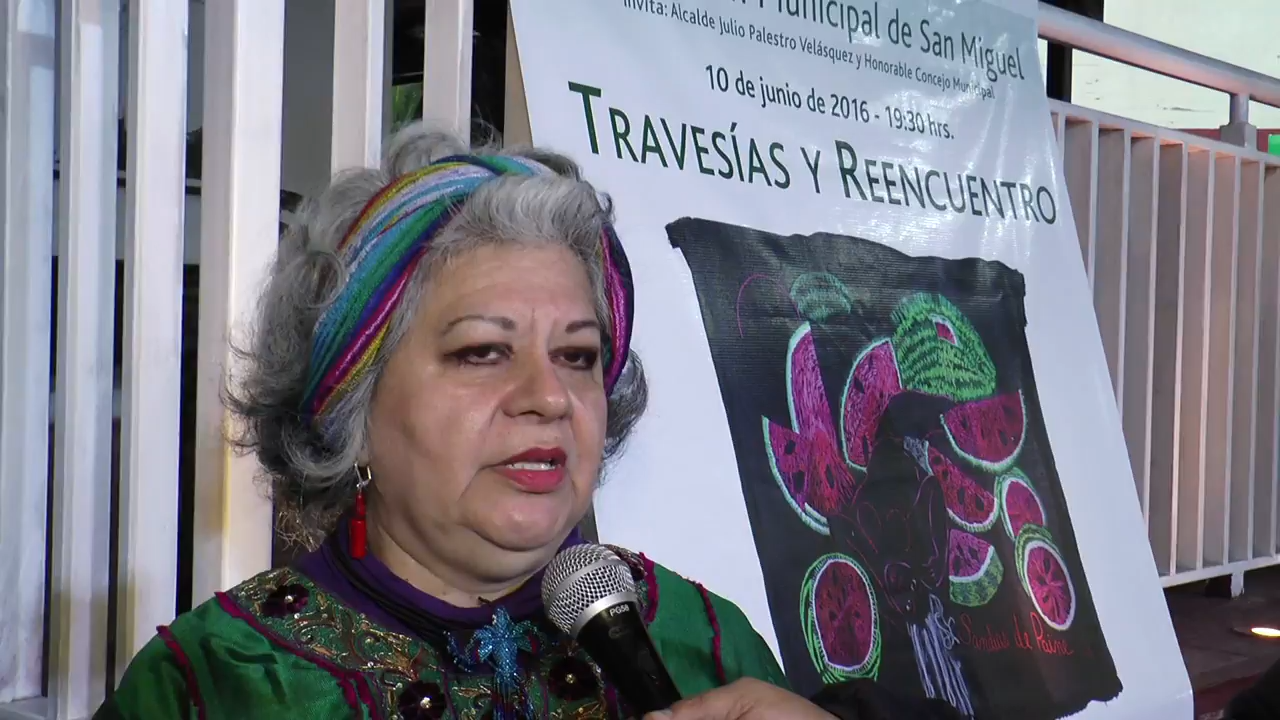 Municipal de San Miguel
Invita: Alcalde Julio Palestro Velásquez y Honorable Concejo Municipal
10 de junio de 2016 - 19:30 hrs.
TRAVESÍAS Y REENCUENTRO
Sandías de Paine
PG58